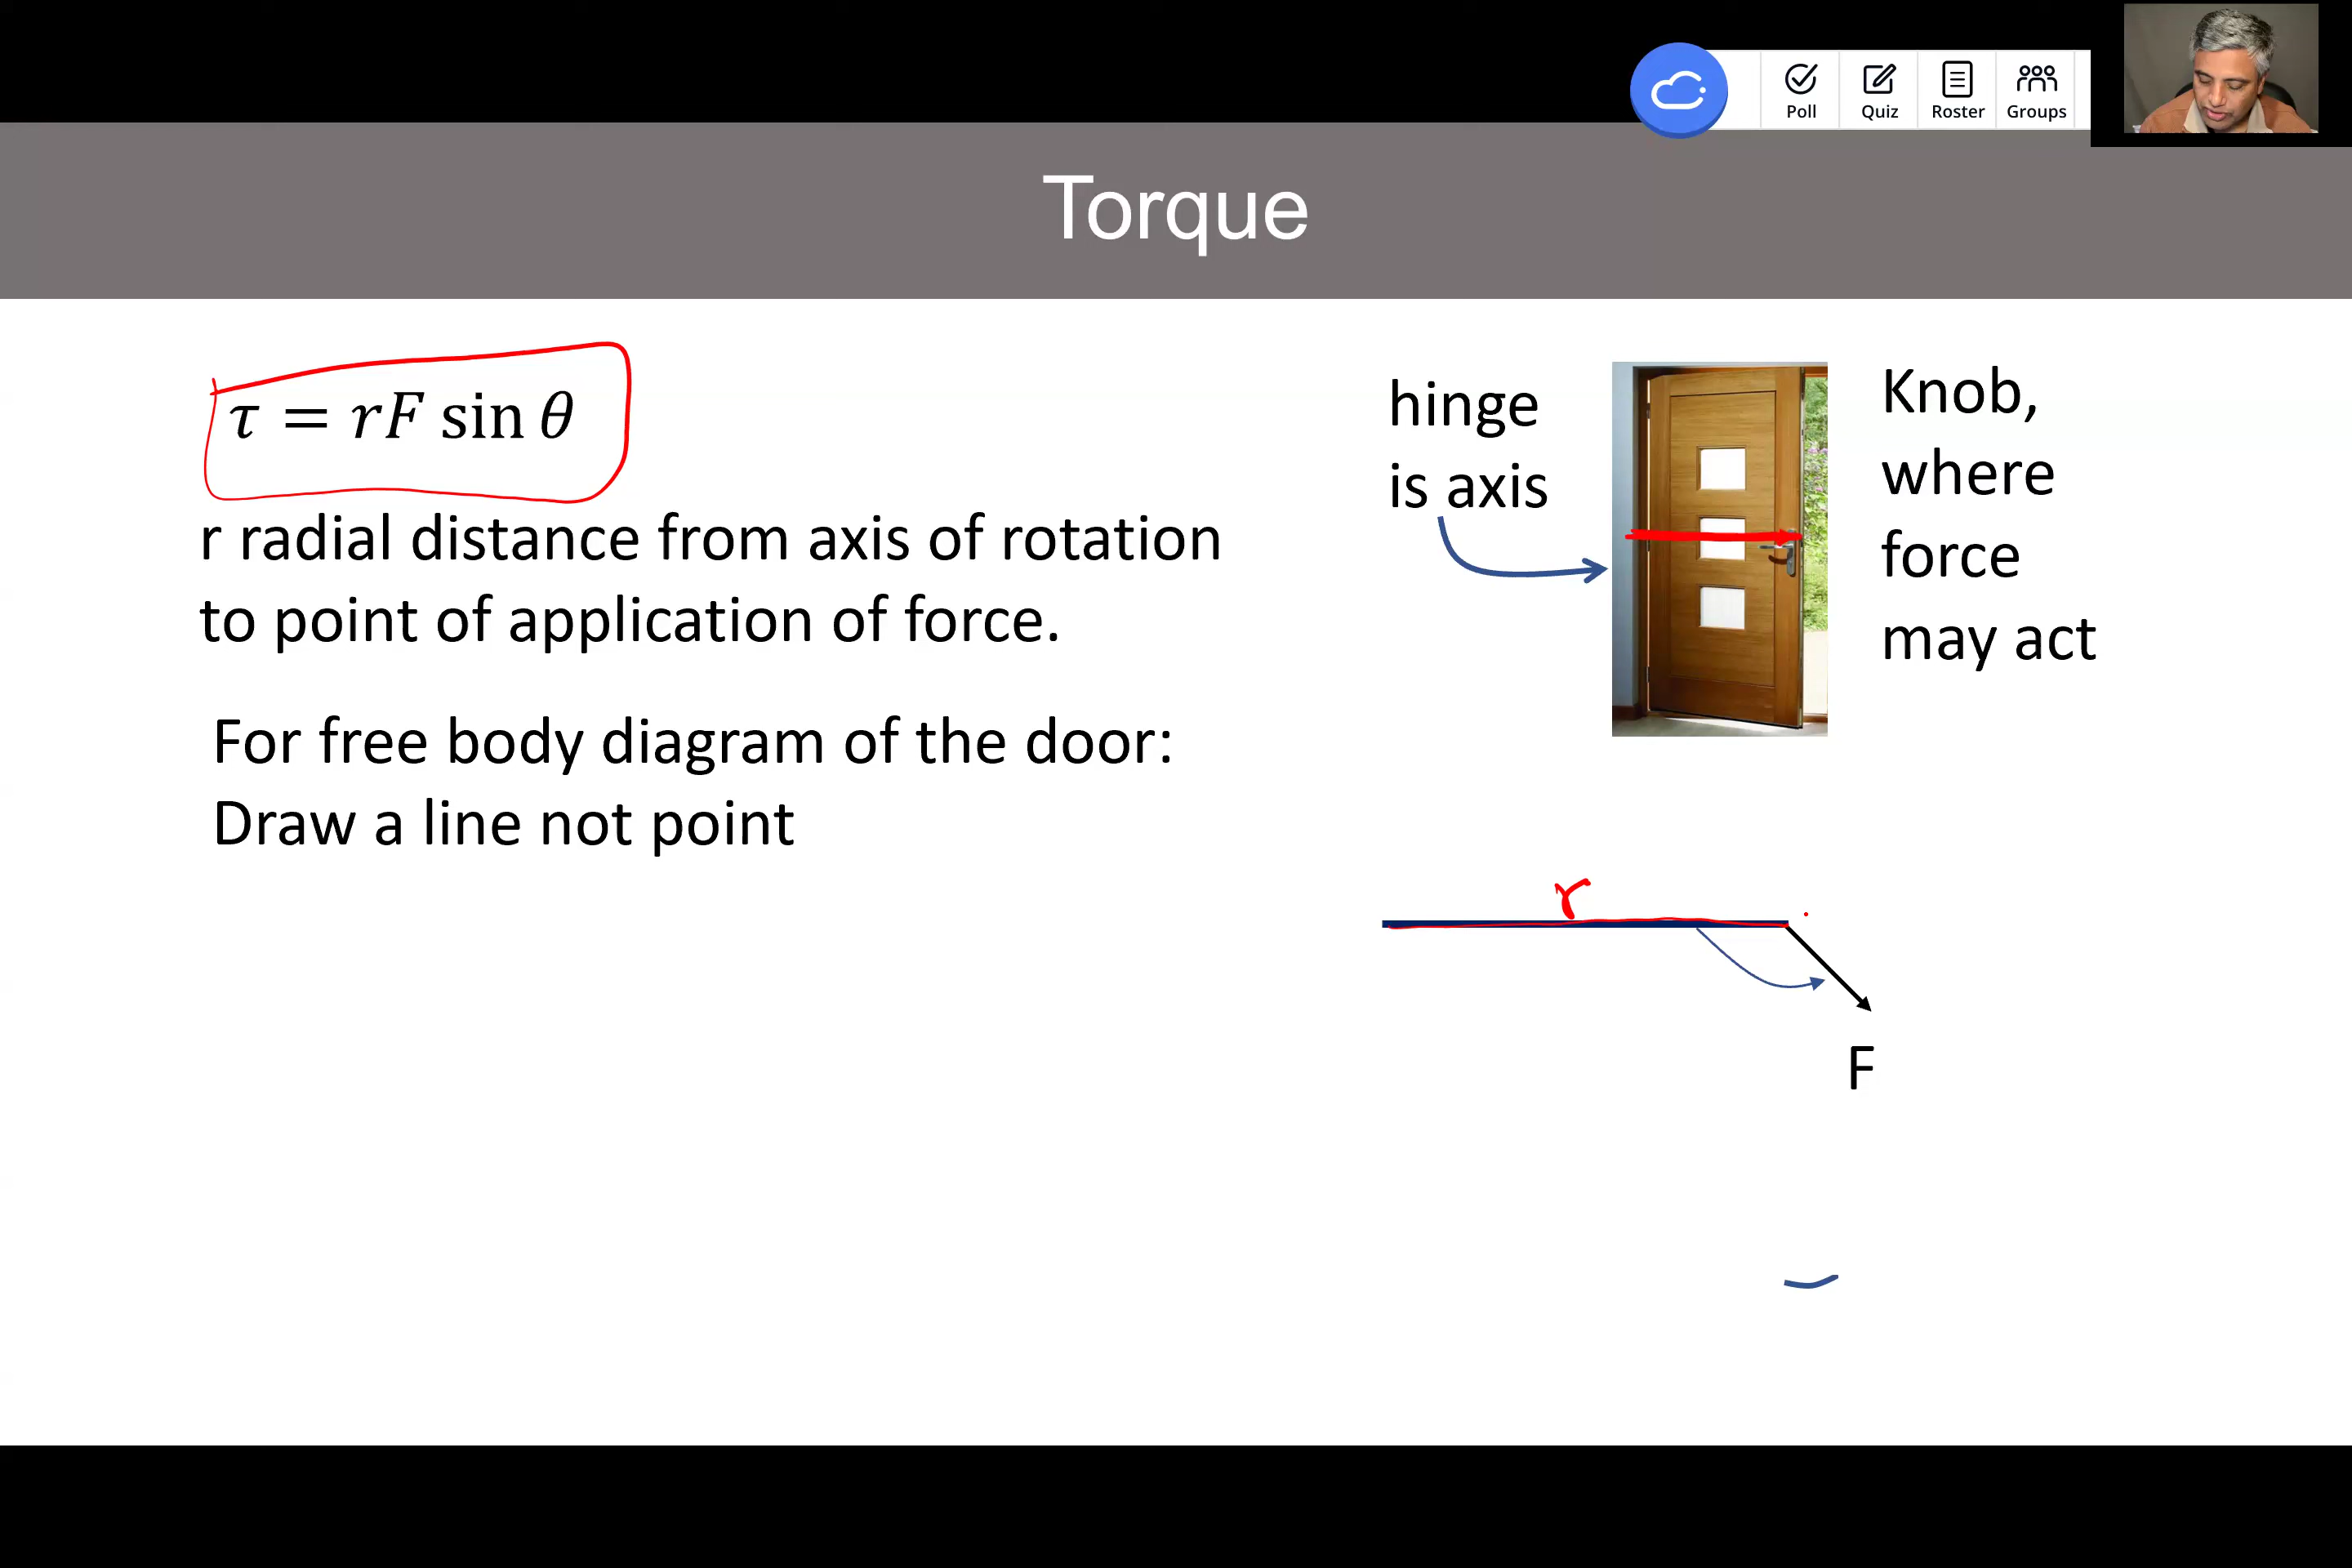 Poll Quiz Roster Groups
Torque
τ = rF sin θ
r radial distance from axis of rotation
to point of application of force.
For free body diagram of the door:
Draw a line not point
hinge
is axis
Knob,
where
force
may act
r
F